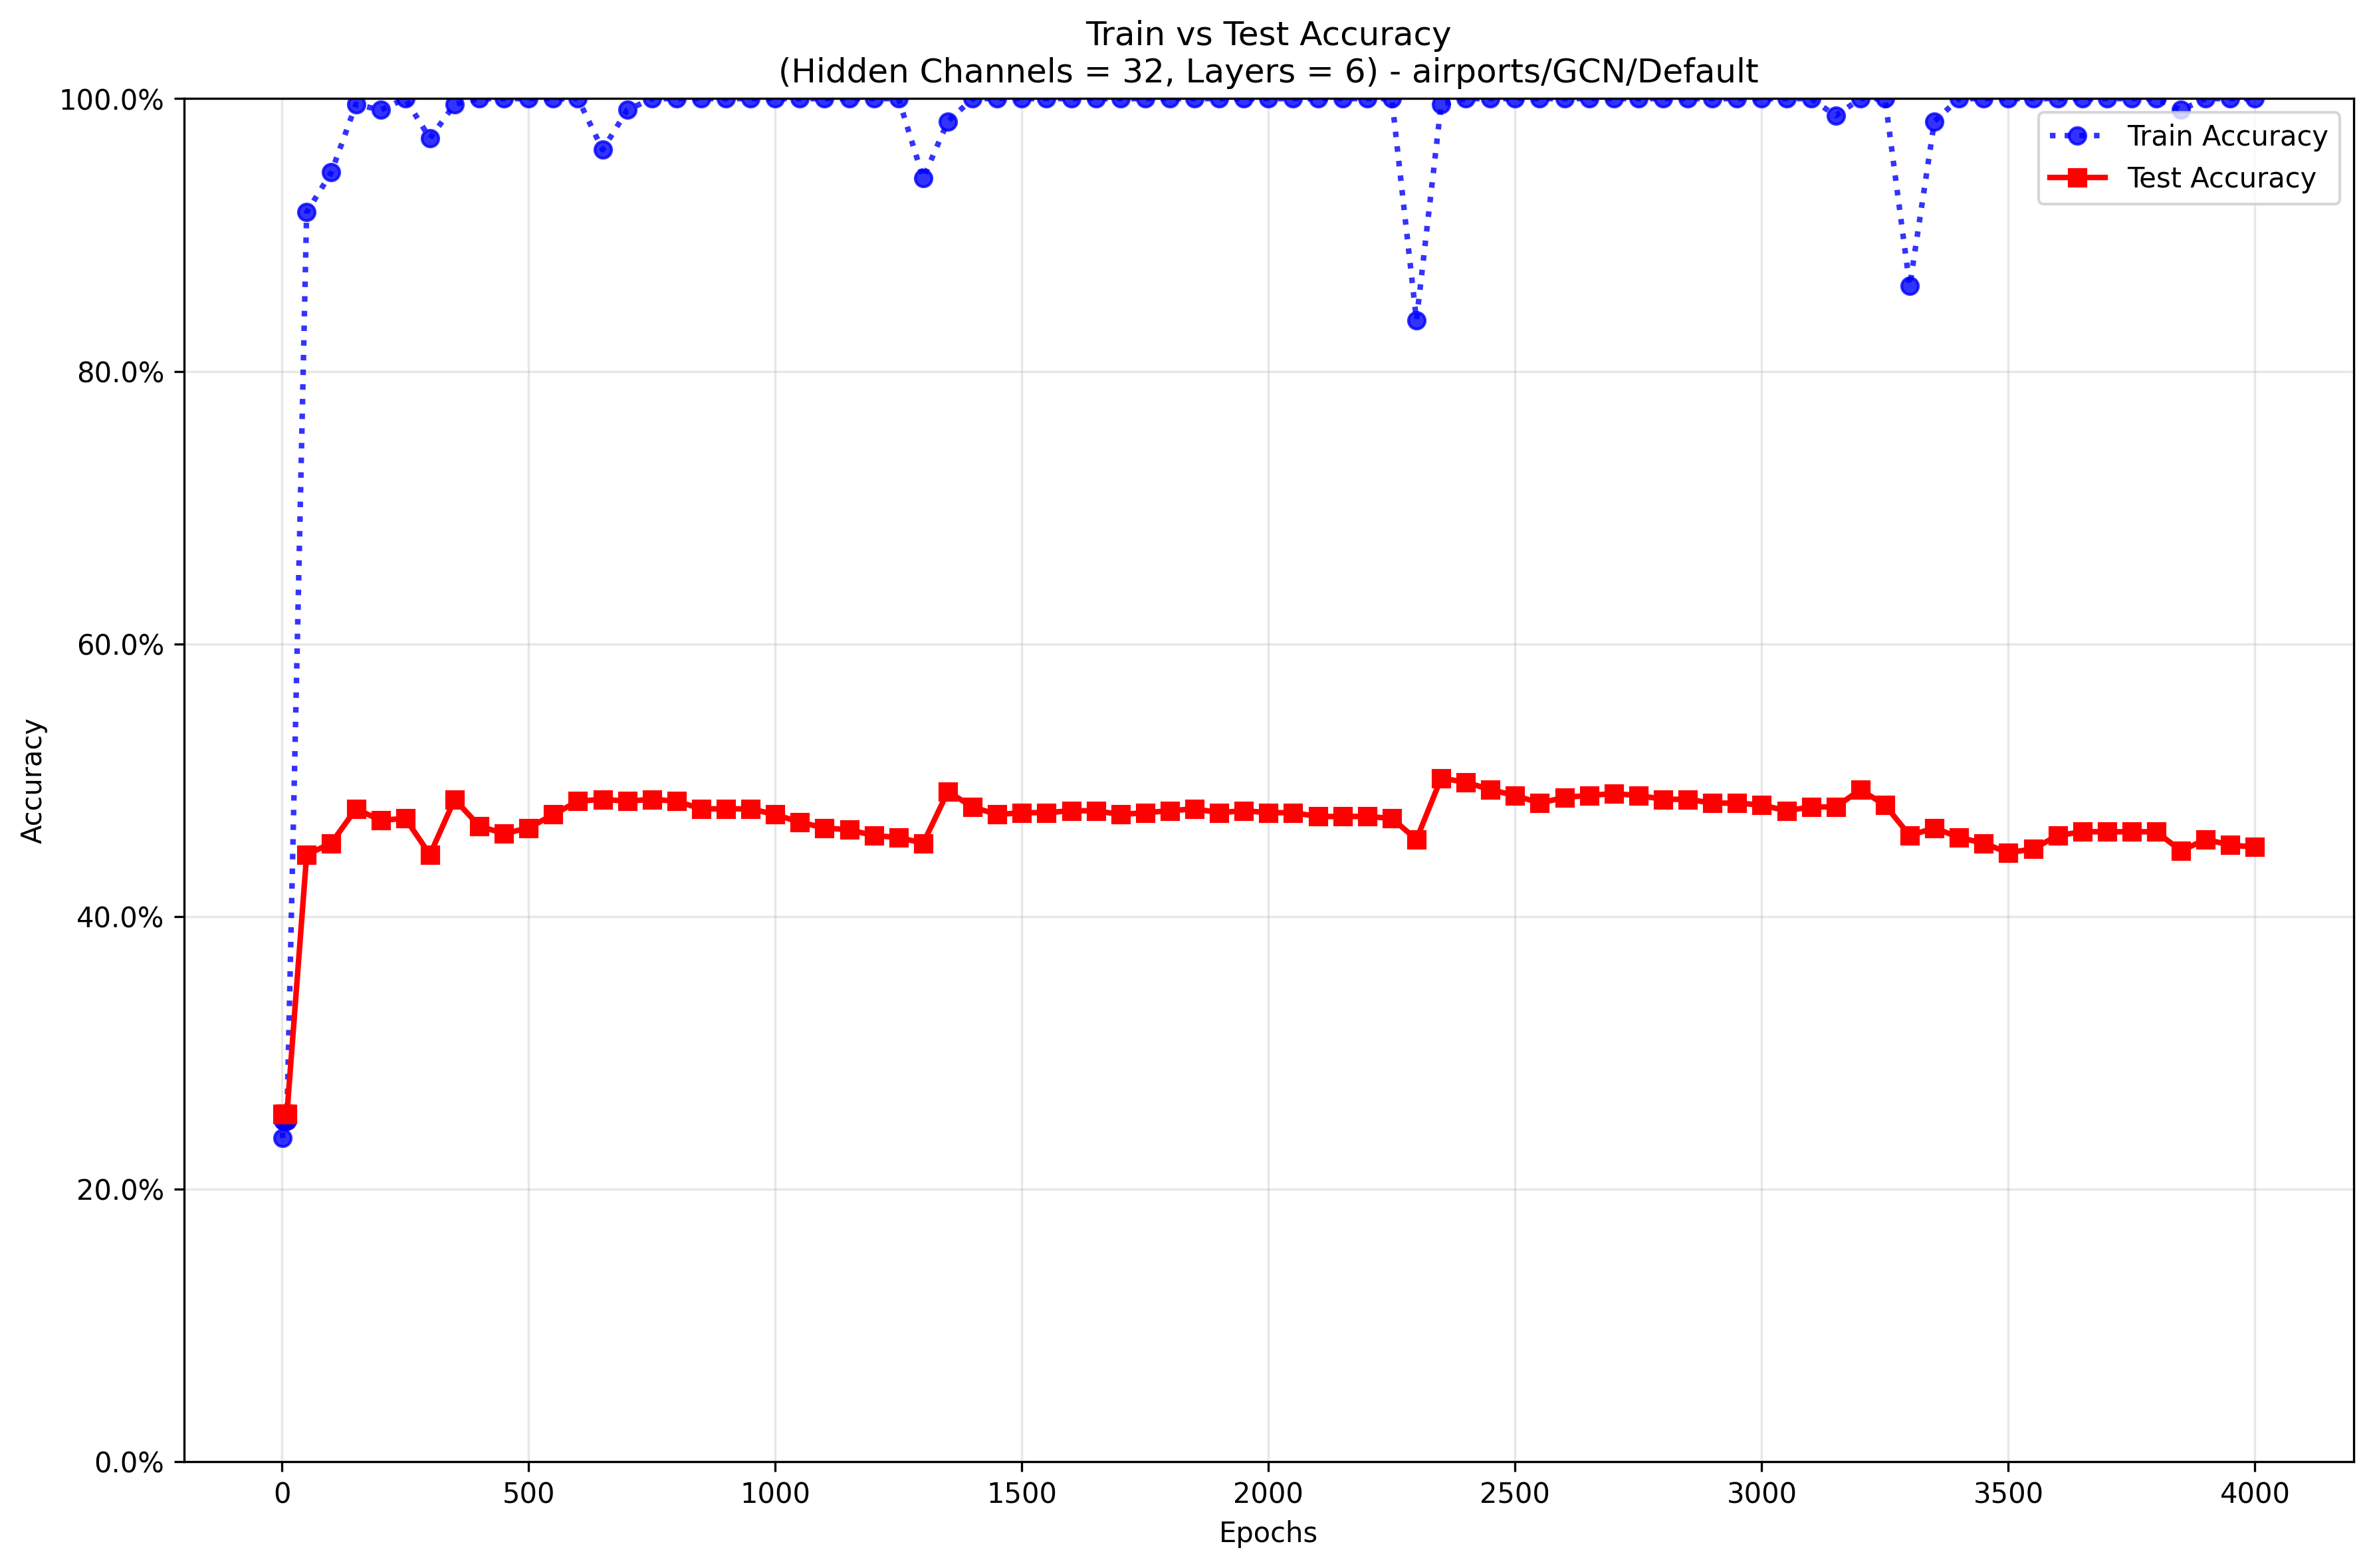 Train vs Test Accuracy
(Hidden Channels = 32, Layers = 6) - airports/GCN/Default
100.0%
80.0%
60.0%
40.0%
20.0%
0.0%
Accuracy
Train Accuracy
Test Accuracy
0
500
1000
1500
2000
2500
3000
3500
4000
Epochs